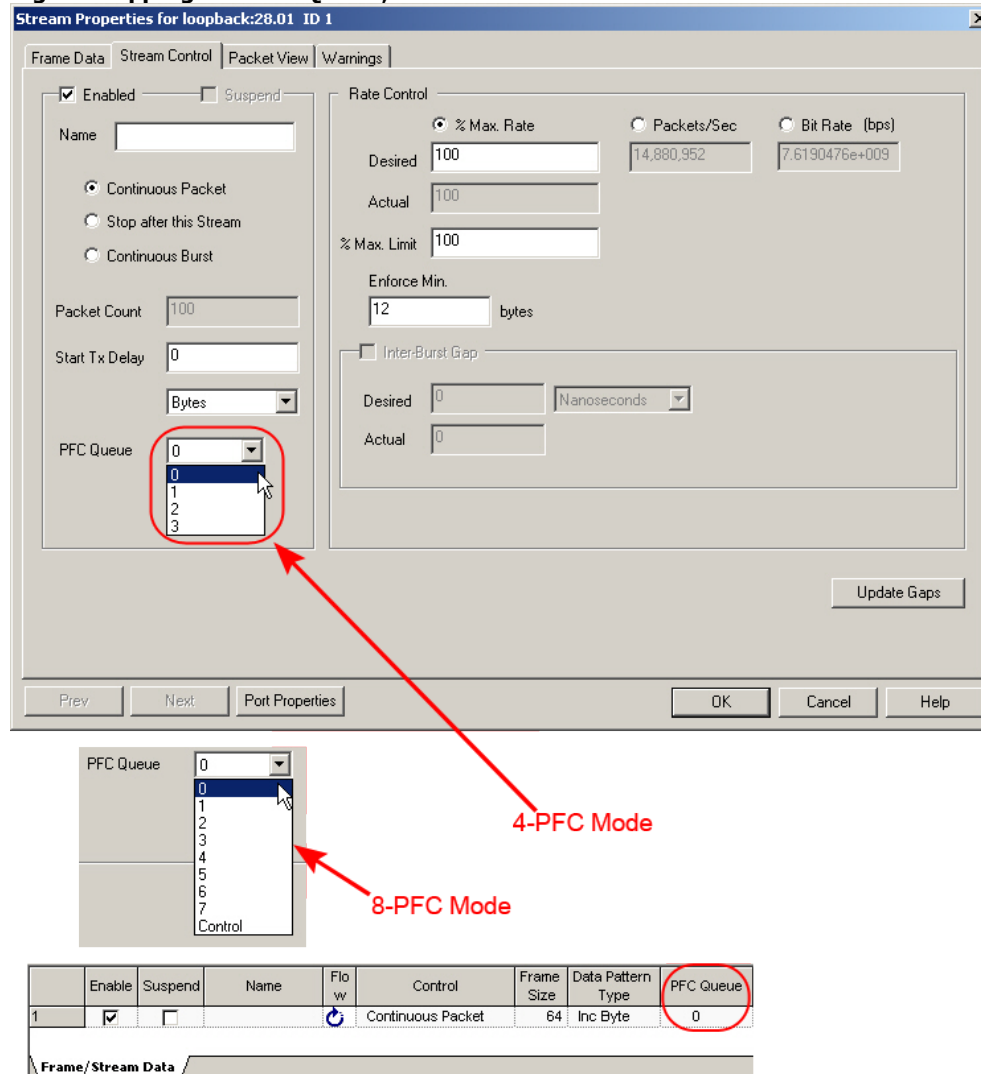 Stream Properties for loopback:28.01 ID 1
Frame Data Stream Control Packet View Warnings
Enabled Suspend
Name
Continuous Packet
Stop after this Stream
Continuous Burst
Packet Count 100
Start Tx Delay 0
Bytes
PFC Queue 0
0
1
2
3
Rate Control
% Max. Rate Packets/Sec Bit Rate (bps)
Desired 100 14,880,952 7.6190476e+009
Actual 100
% Max. Limit 100
Enforce Min.
12 bytes
Inter-Burst Gap
Desired 0 Nanoseconds
Actual 0
Update Gaps
Prev Next Port Properties OK Cancel Help
PFC Queue 0
0
1
2
3
4
5
6
7
Control
4-PFC Mode
8-PFC Mode
Enable Suspend Name Flo w Control Frame Size Data Pattern Type PFC Queue
1 Continuous Packet 64 Inc Byte 0
Frame/Stream Data